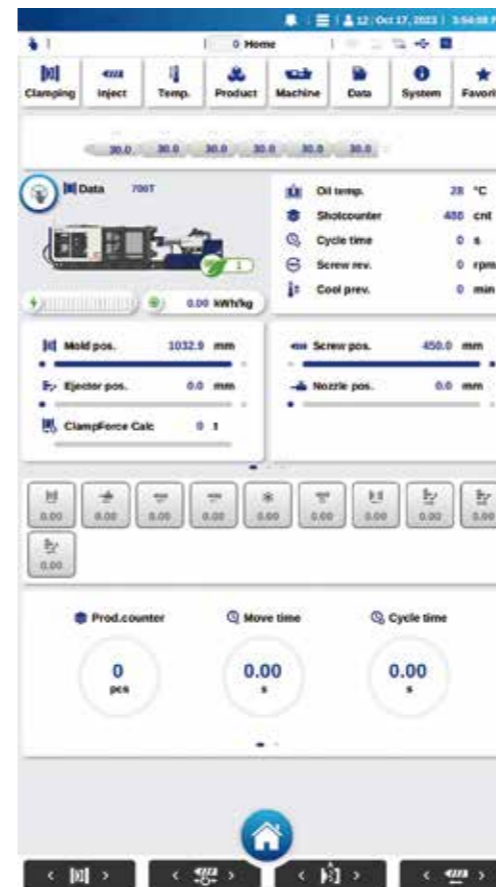 12 | Oct 17, 2023 | 3:54:08 P
0 Home
Clamping Inject Temp. Product Machine Data System Favorit
30.0 30.0 30.0 30.0 30.0 30.0
Data 700T
Oil temp. 28 °C
Shotcounter 486 cnt
Cycle time 0 s
Screw rev. 0 rpm
Cool prev. 0 min
1
0.00 kWh/kg
Mold pos. 1032.9 mm
Screw pos. 450.0 mm
Ejector pos. 0.0 mm
Nozzle pos. 0.0 mm
ClampForce Calc 0 t
0.00 0.00 0.00 0.00 0.00 0.00 0.00 0.00 0.00
0.00
Prod.counter Move time Cycle time
0 0.00 0.00
pcs s s